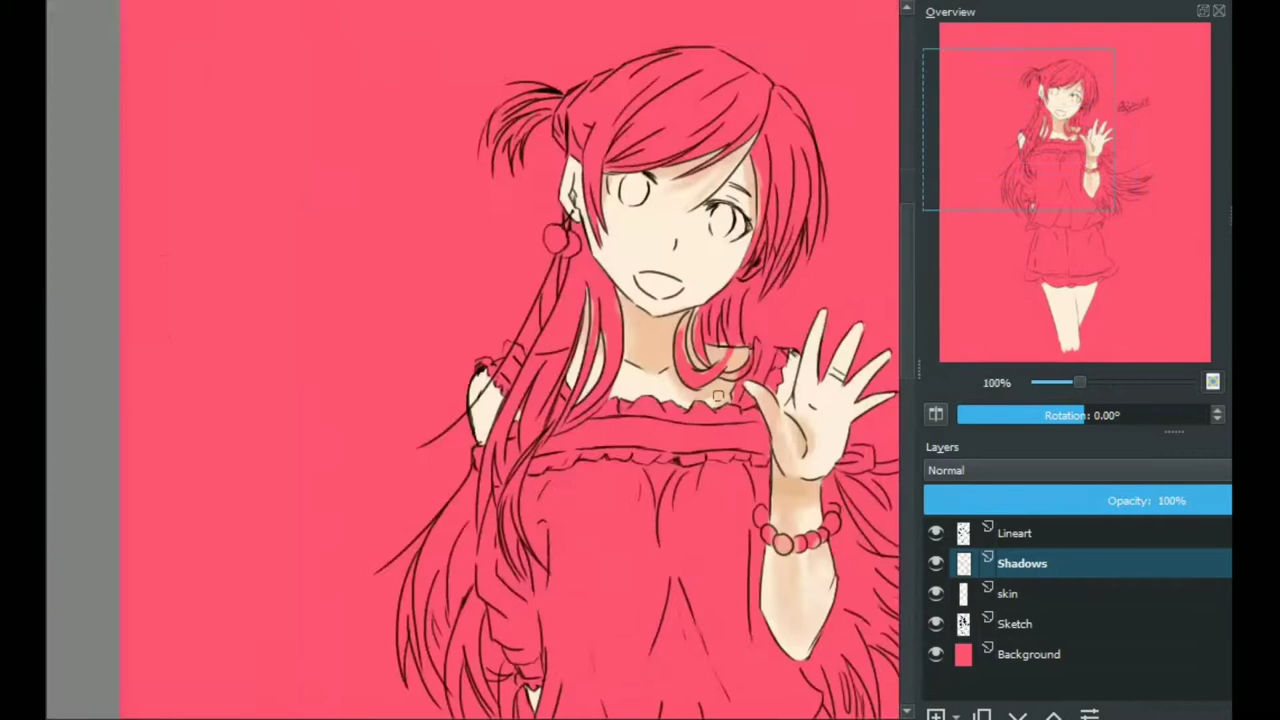 Overview
100%
Rotation: 0.00°
Layers
Normal
Opacity: 100%
Lineart
Shadows
skin
Sketch
Background